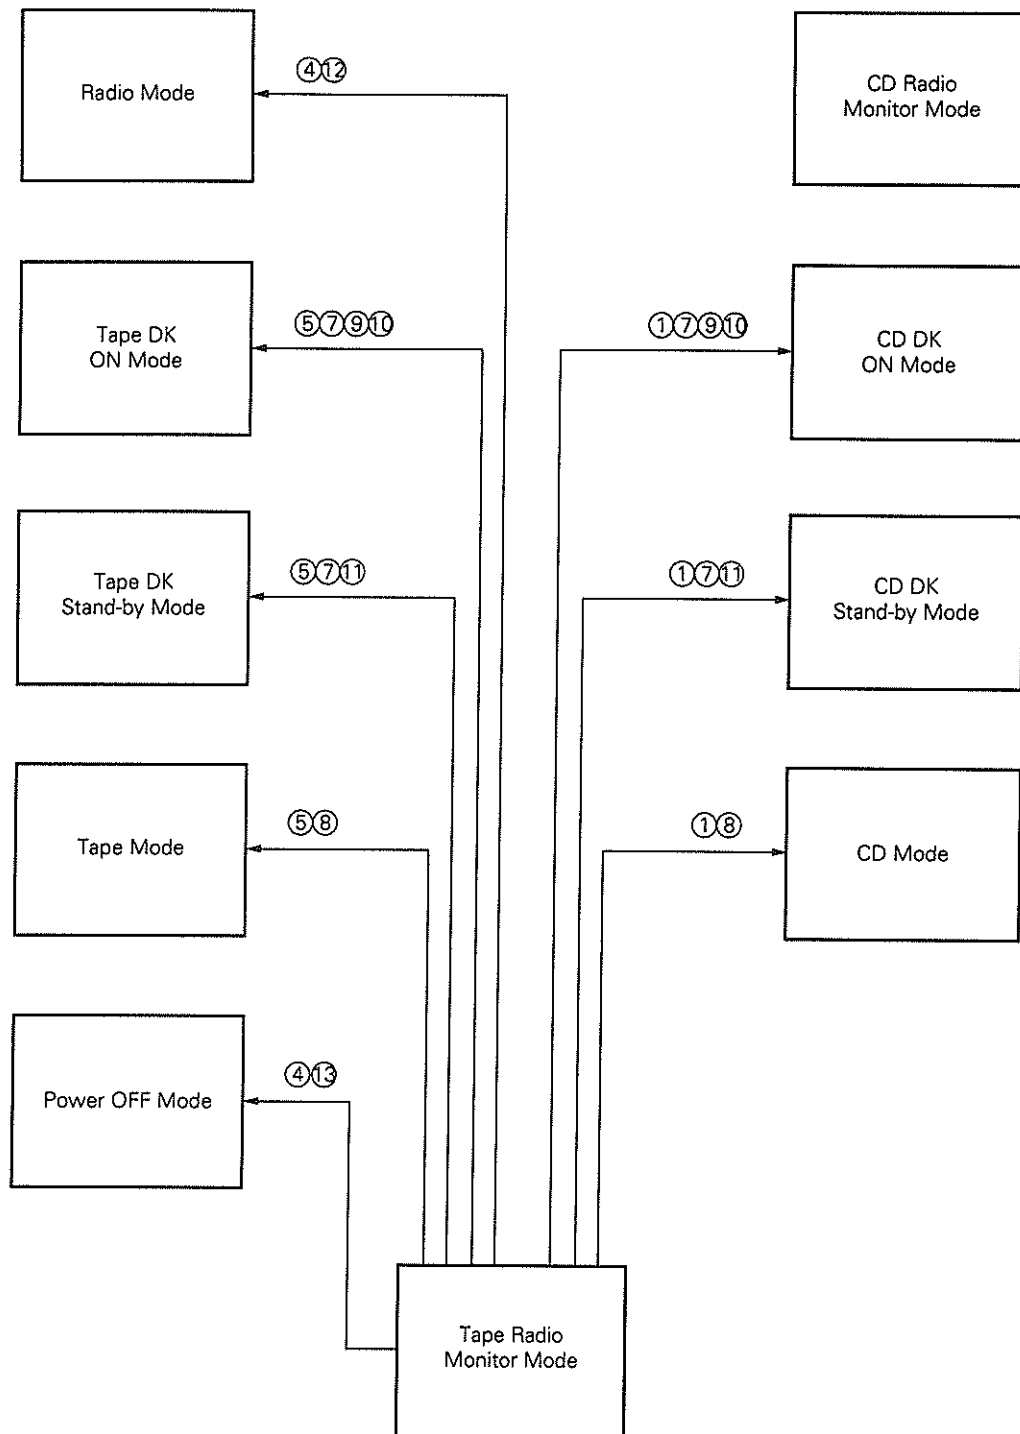 ④⑫
Radio Mode
CD Radio
Monitor Mode
⑤⑦⑨⑩
Tape DK
ON Mode
①⑦⑨⑩
CD DK
ON Mode
⑤⑦⑪
Tape DK
Stand-by Mode
①⑦⑪
CD DK
Stand-by Mode
⑤⑧
Tape Mode
①⑧
CD Mode
④⑬
Power OFF Mode
Tape Radio
Monitor Mode